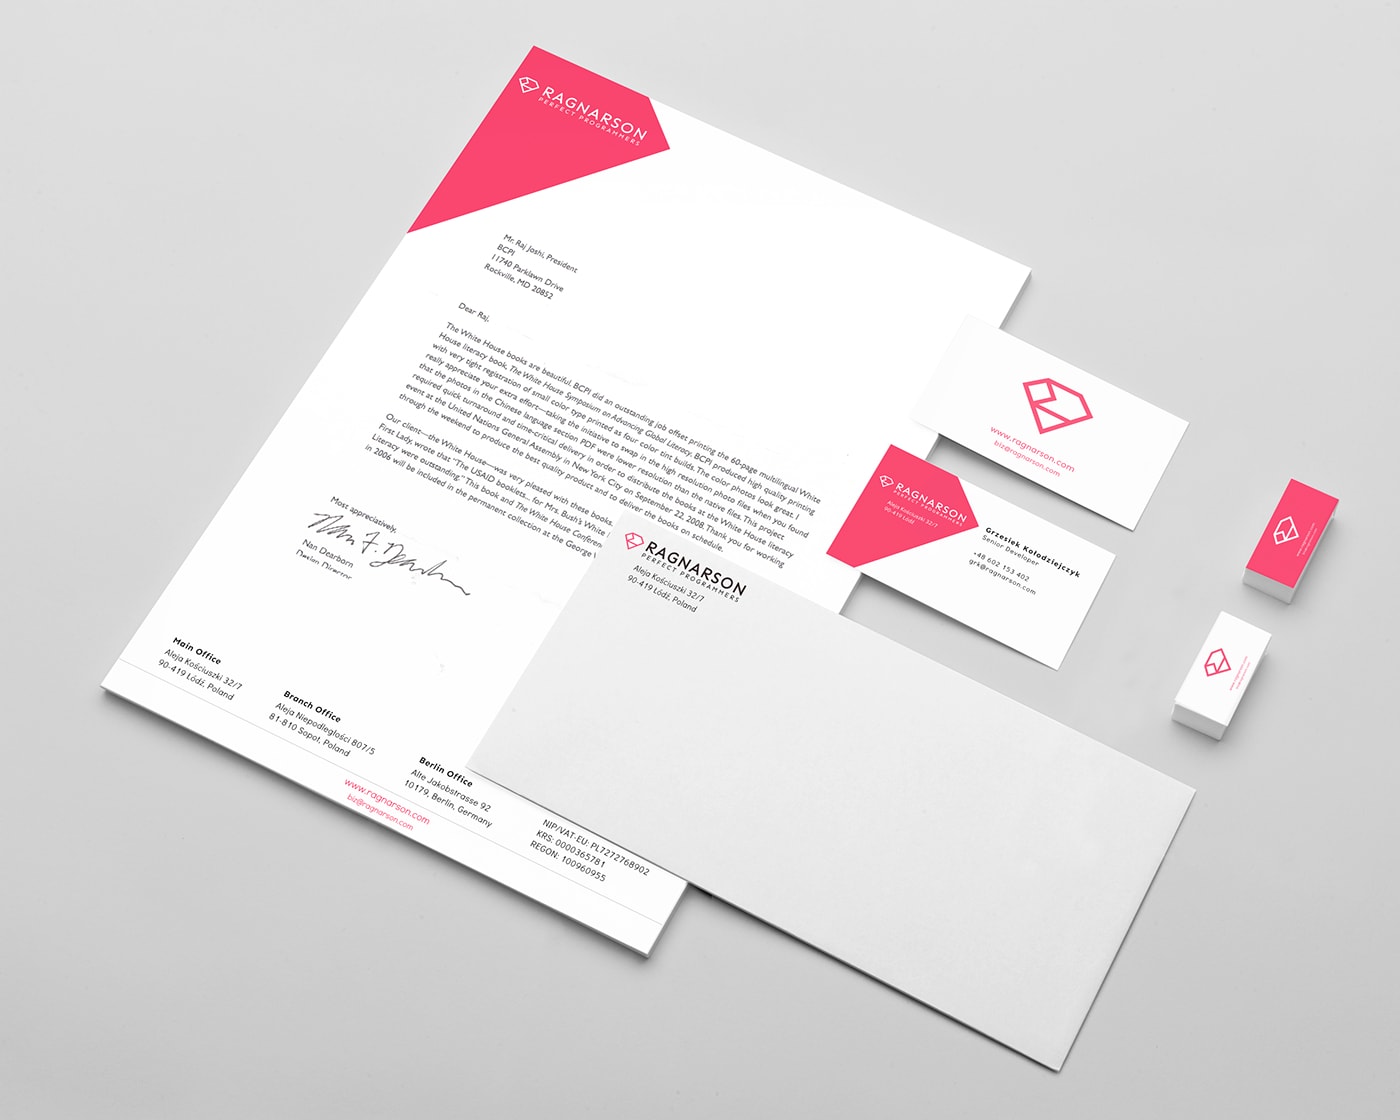 RAGNARSON
PERFECT PROGRAMMERS
Mr. Raj Joshi, President
BCPI
11740 Parklawn Drive
Rockville, MD 20852
Dear Raj,
The White House books are beautiful. BCPI did an outstanding job offset printing the 60-page multilingual White
House literacy book, The White House Symposium on Advancing Global Literacy. BCPI produced high quality printing
with very tight registration of small color type printed as four color tint builds. The color photos look great. I
really appreciate your extra effort—taking the initiative to swap in the high resolution photo files when you found
that the photos in the Chinese language section PDF were lower resolution than the native files. This project
required quick turnaround and time-critical delivery in order to distribute the books at the White House literacy
event at the United Nations General Assembly in New York City on September 22, 2008. Thank you for working
through the weekend to produce the best quality product and to deliver the books on schedule.
Our client—the White House—was very pleased with these books.
First Lady, wrote that "The USAID booklets... for Mrs. Bush's White
Literacy were outstanding." This book and The White House Conference
in 2006 will be included in the permanent collection at the George
Most appreciatively,
Nan F. Dearborn
Nan Dearborn
Design Director
Main Office
Aleja Kościuszki 32/7
90-419 Łódź, Poland
Branch Office
Aleja Niepodległości 807/5
81-810 Sopot, Poland
Berlin Office
Alte Jakobstrasse 92
10179, Berlin, Germany
www.ragnarson.com
biz@ragnarson.com
NIP/VAT-EU: PL7272768902
KRS: 0000365781
REGON: 100960955
RAGNARSON
PERFECT PROGRAMMERS
Aleja Kościuszki 32/7
90-419 Łódź, Poland
www.ragnarson.com
biz@ragnarson.com
RAGNARSON
PERFECT PROGRAMMERS
Aleja Kościuszki 32/7
90-419 Łódź
Grzesiek Kołodziejczyk
Senior Developer
+48 602 153 402
grk@ragnarson.com